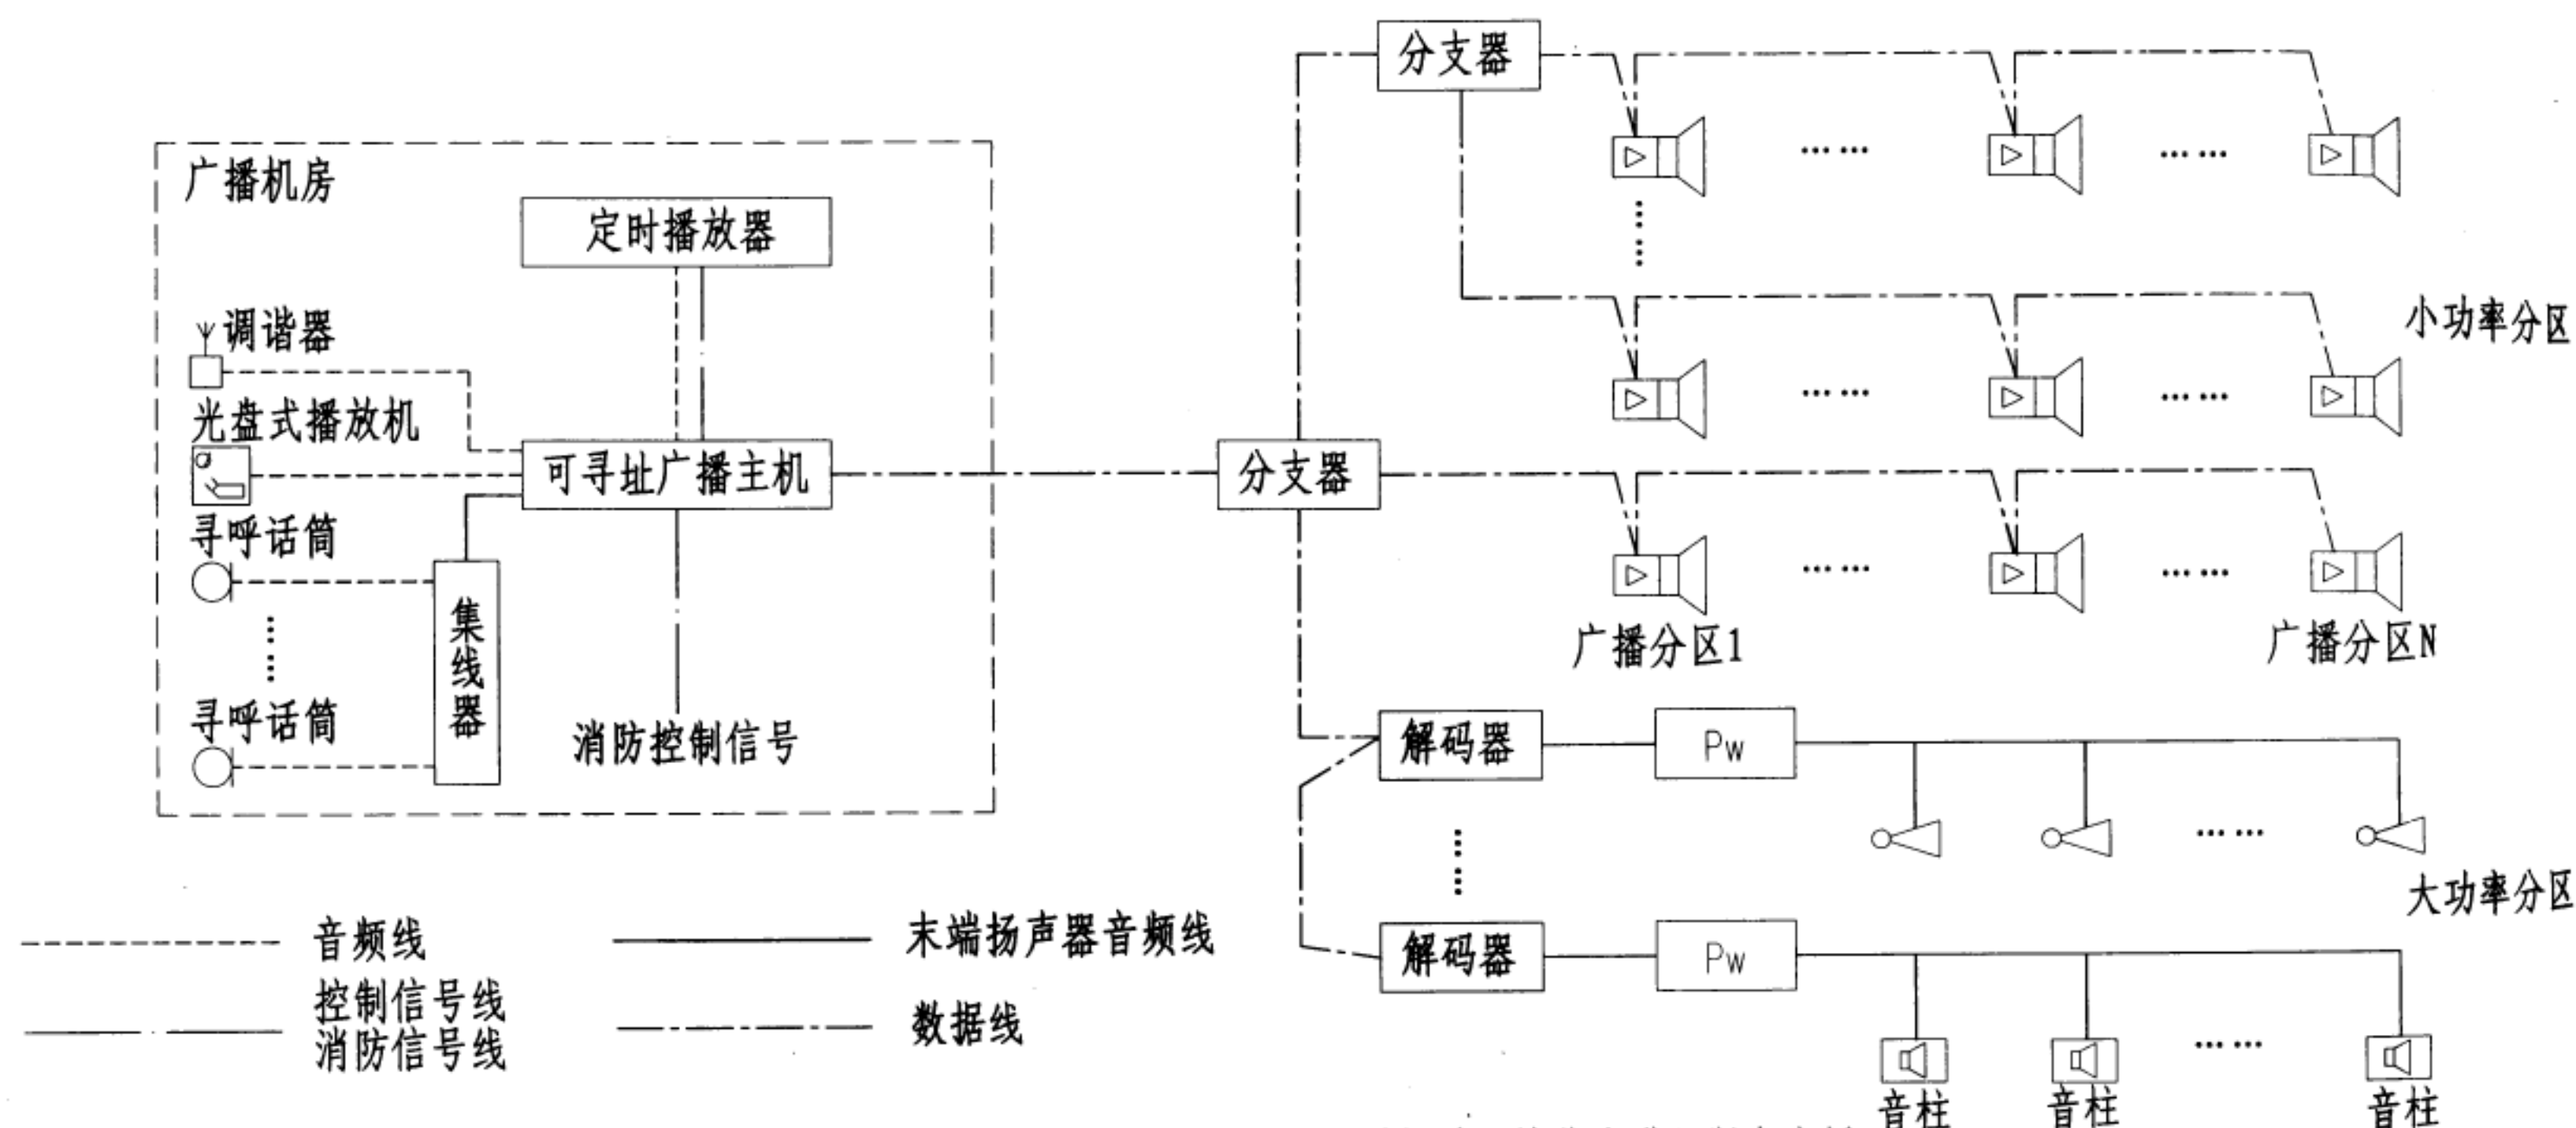 分支器
广播机房
定时播放器
调谐器
小功率分区
光盘式播放机
可寻址广播主机
分支器
寻呼话筒
集线器
广播分区1
广播分区N
寻呼话筒
消防控制信号
解码器
Pw
大功率分区
音频线
末端扬声器音频线
解码器
Pw
控制信号线
消防信号线
数据线
音柱
音柱
音柱